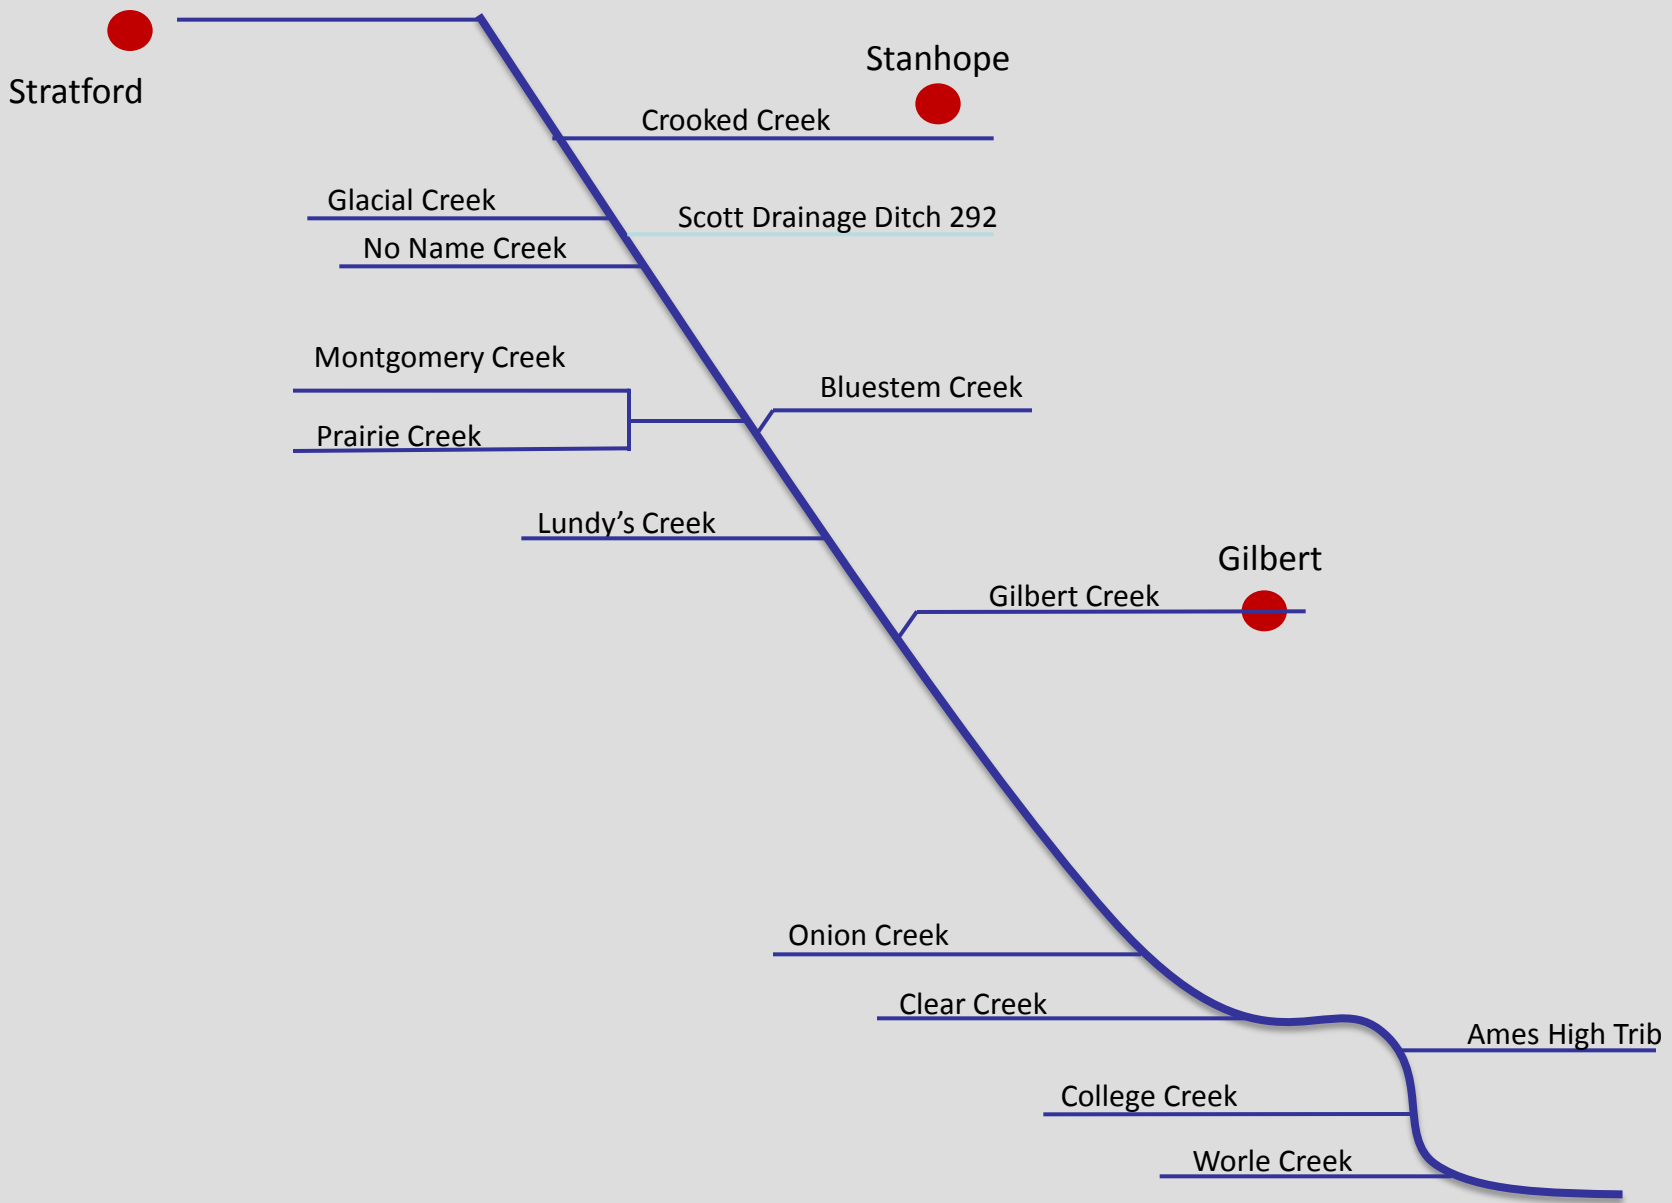 Stratford
Stanhope
Crooked Creek
Glacial Creek
Scott Drainage Ditch 292
No Name Creek
Montgomery Creek
Bluestem Creek
Prairie Creek
Lundy’s Creek
Gilbert
Gilbert Creek
Onion Creek
Clear Creek
Ames High Trib
College Creek
Worle Creek